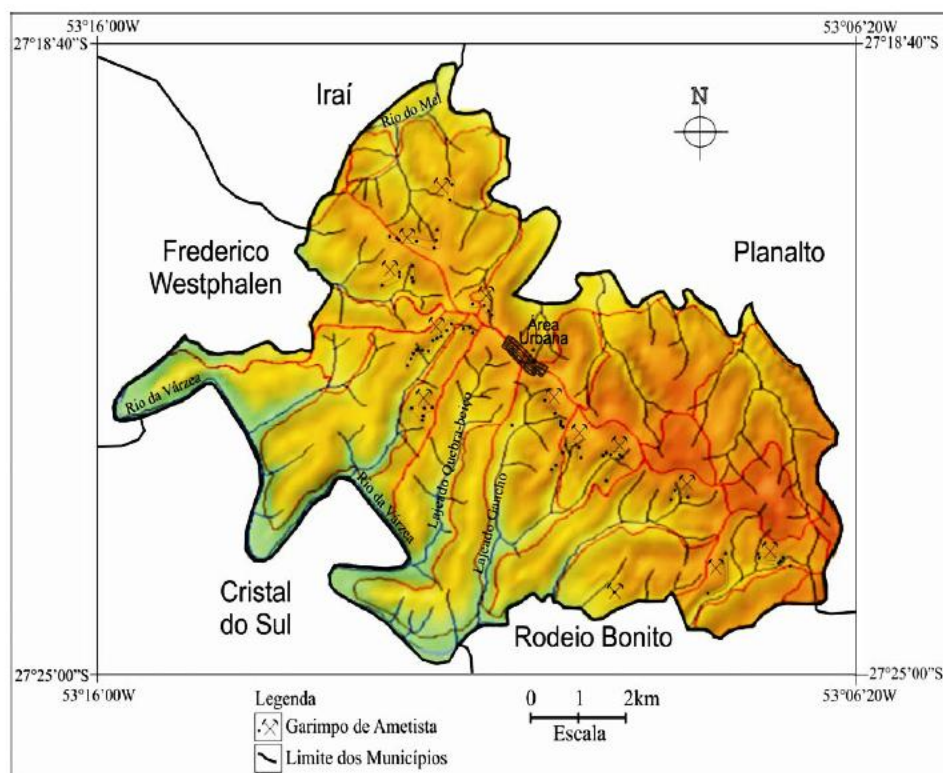 53°16'00W
53°06'20W
27°18'40"S
27°18'40"S
Iraí
Rio do Mel
N
Frederico
Westphalen
Planalto
Área
Urbana
Rio da Várzea
Lajeado Quebra-beiço
Rio da Várzea
Lajeado Gaúcho
Cristal
do Sul
Rodeio Bonito
27°25'00"S
27°25'00"S
53°16'00W
53°06'20W
Legenda
Garimpo de Ametista
Limite dos Municípios
0 1 2km
Escala